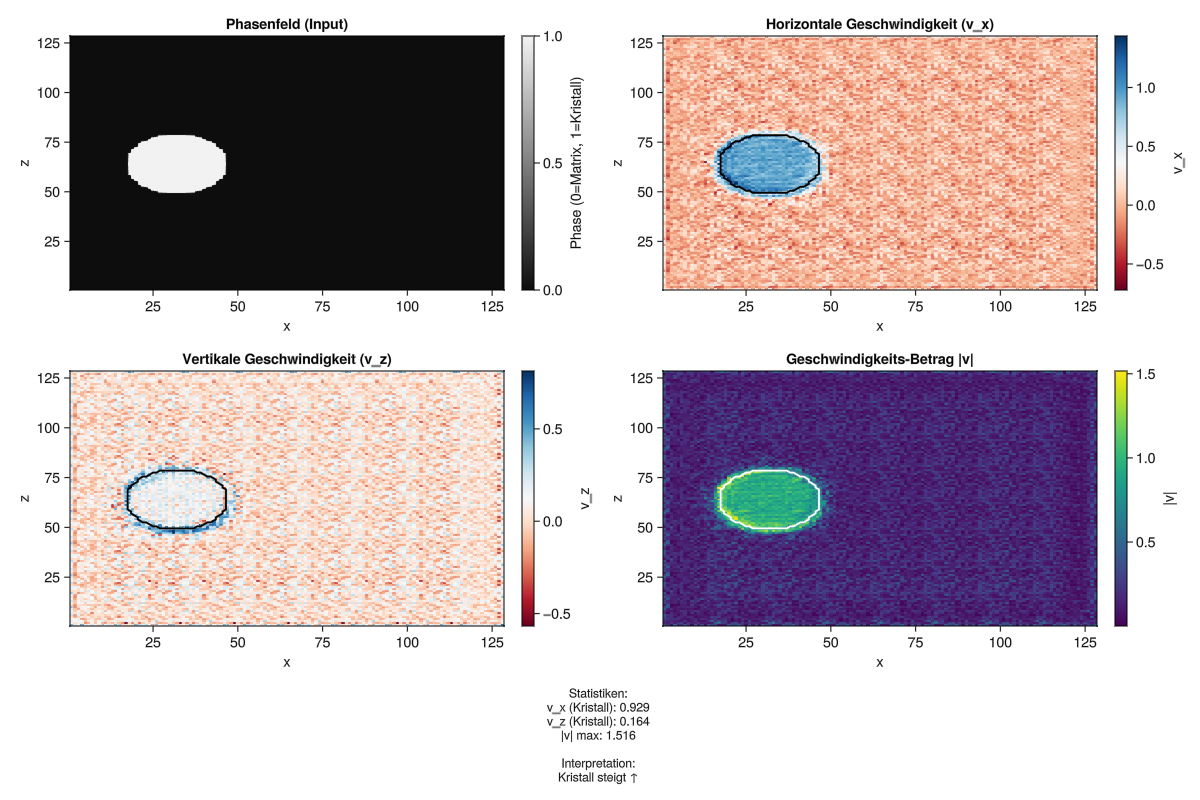 Phasenfeld (Input)
125
100
75
50
25
z
25
50
75
100
125
x
1.0
0.5
0.0
Phase (0=Matrix, 1=Kristall)
Horizontale Geschwindigkeit (v_x)
125
100
75
50
25
z
25
50
75
100
125
x
1.0
0.5
0.0
−0.5
v_x
Vertikale Geschwindigkeit (v_z)
125
100
75
50
25
z
25
50
75
100
125
x
0.5
0.0
−0.5
v_z
Geschwindigkeits-Betrag |v|
125
100
75
50
25
z
25
50
75
100
125
x
1.5
1.0
0.5
|v|
Statistiken:
v_x (Kristall): 0.929
v_z (Kristall): 0.164
|v| max: 1.516
Interpretation:
Kristall steigt ↑